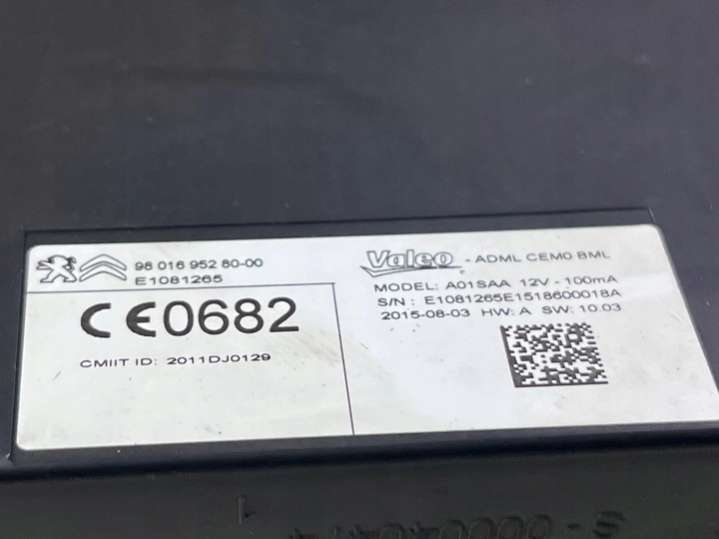 98 016 952 80-00
E1081265
CE0682
CMIIT ID: 2011DJ0129
Valeo - ADML CEM0 BML
MODEL: A01SAA 12V - 100mA
S/N : E1081265E1518600018A
2015-08-03 HW: A SW: 10.03
1